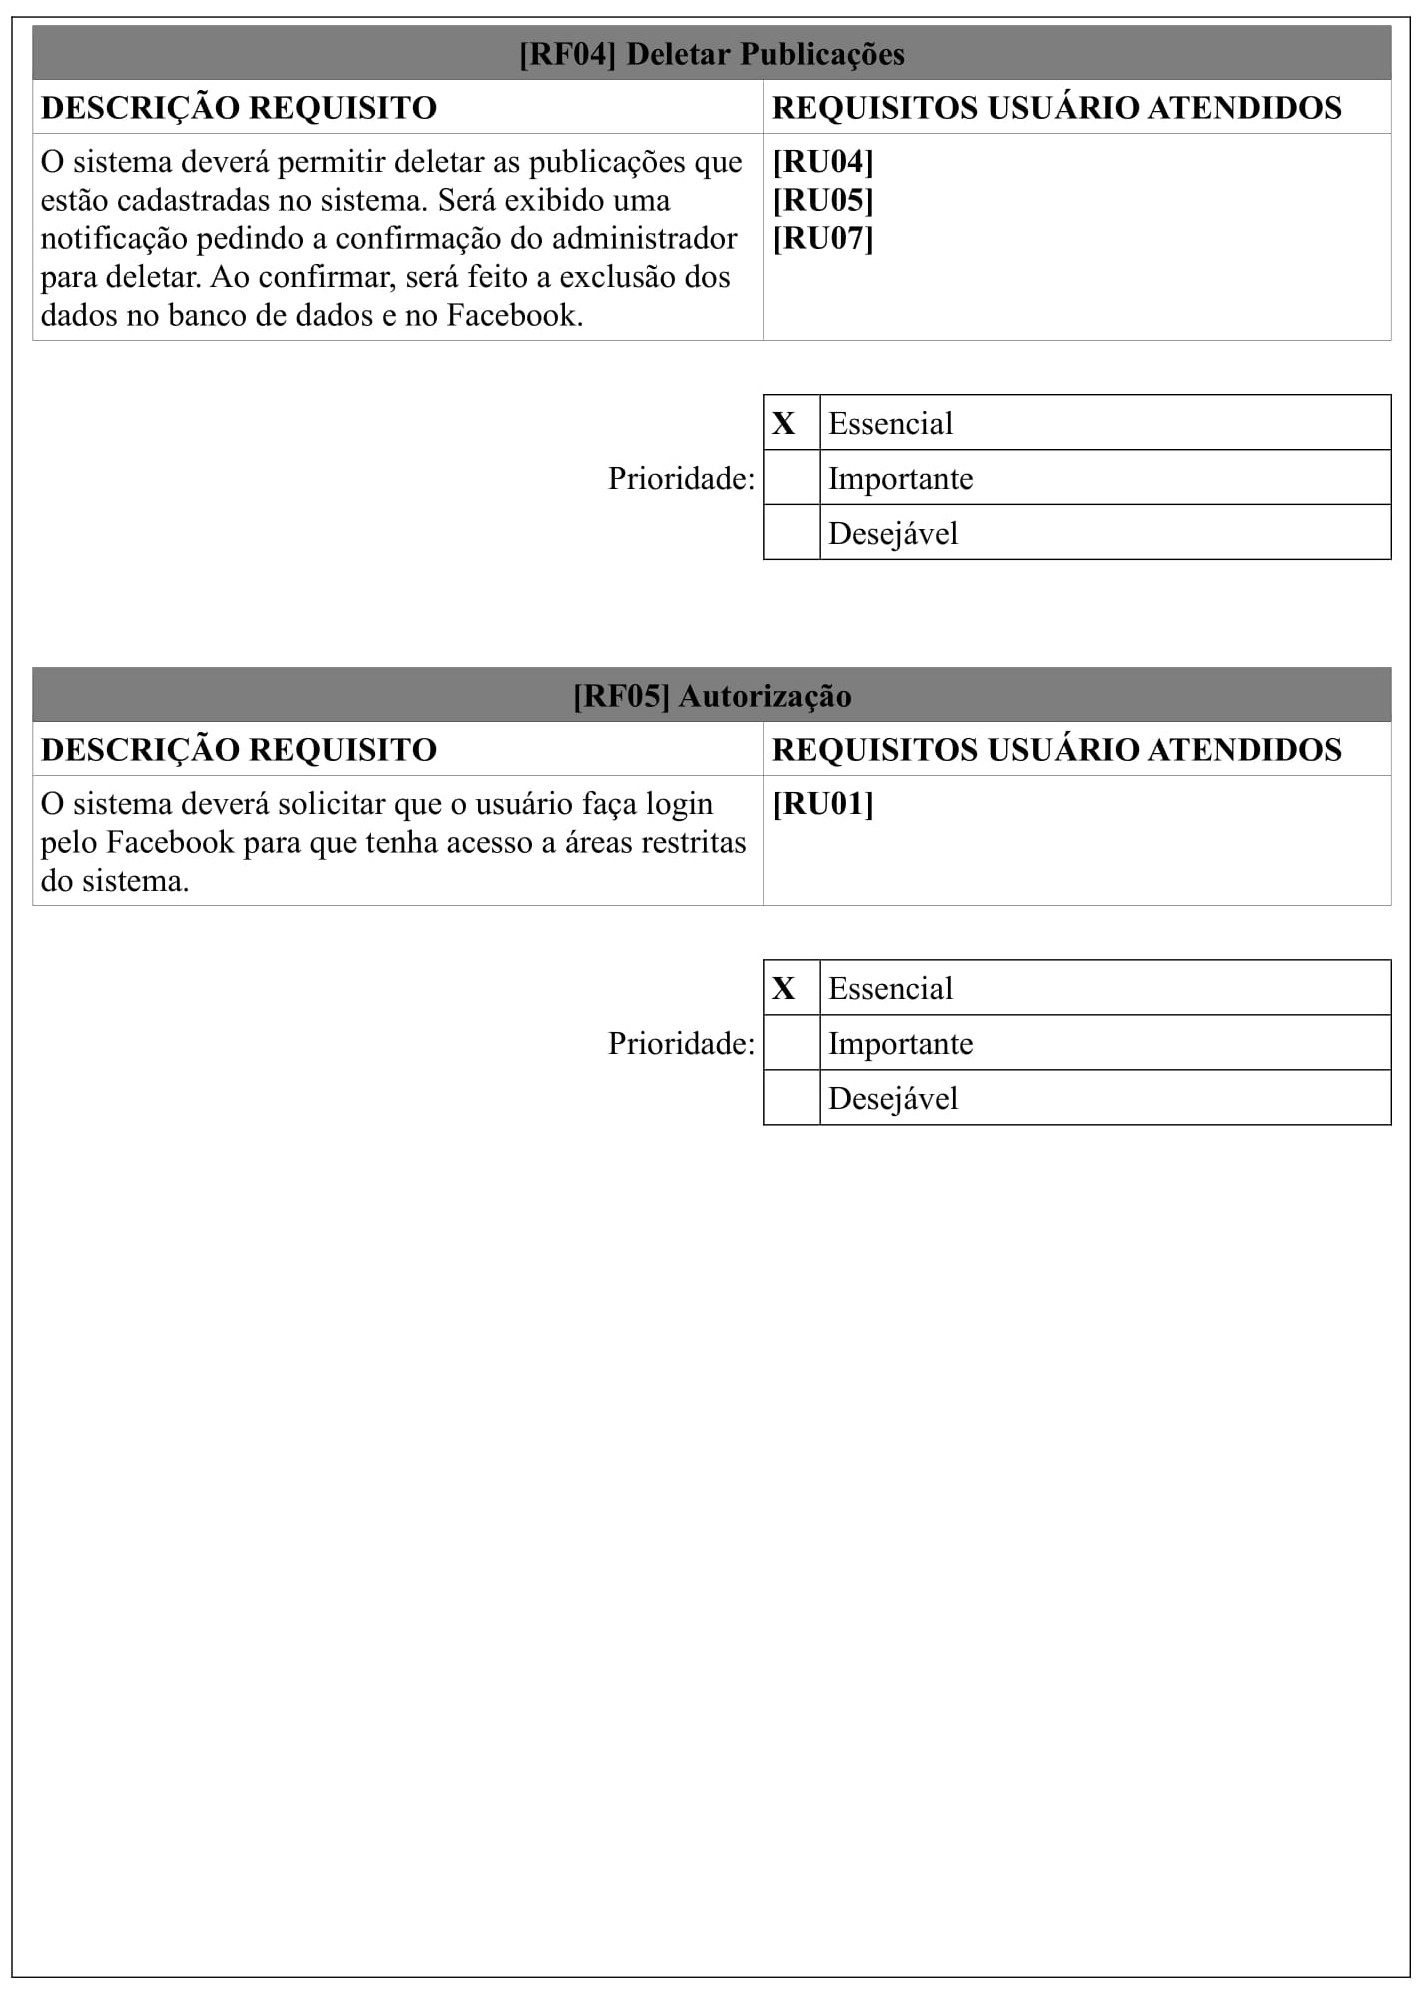 [RF04] Deletar Publicações
DESCRIÇÃO REQUISITO
REQUISITOS USUÁRIO ATENDIDOS
O sistema deverá permitir deletar as publicações que
estão cadastradas no sistema. Será exibido uma
notificação pedindo a confirmação do administrador
para deletar. Ao confirmar, será feito a exclusão dos
dados no banco de dados e no Facebook.
[RU04]
[RU05]
[RU07]
Prioridade:
X Essencial
Importante
Desejável
[RF05] Autorização
DESCRIÇÃO REQUISITO
REQUISITOS USUÁRIO ATENDIDOS
O sistema deverá solicitar que o usuário faça login
pelo Facebook para que tenha acesso a áreas restritas
do sistema.
[RU01]
Prioridade:
X Essencial
Importante
Desejável